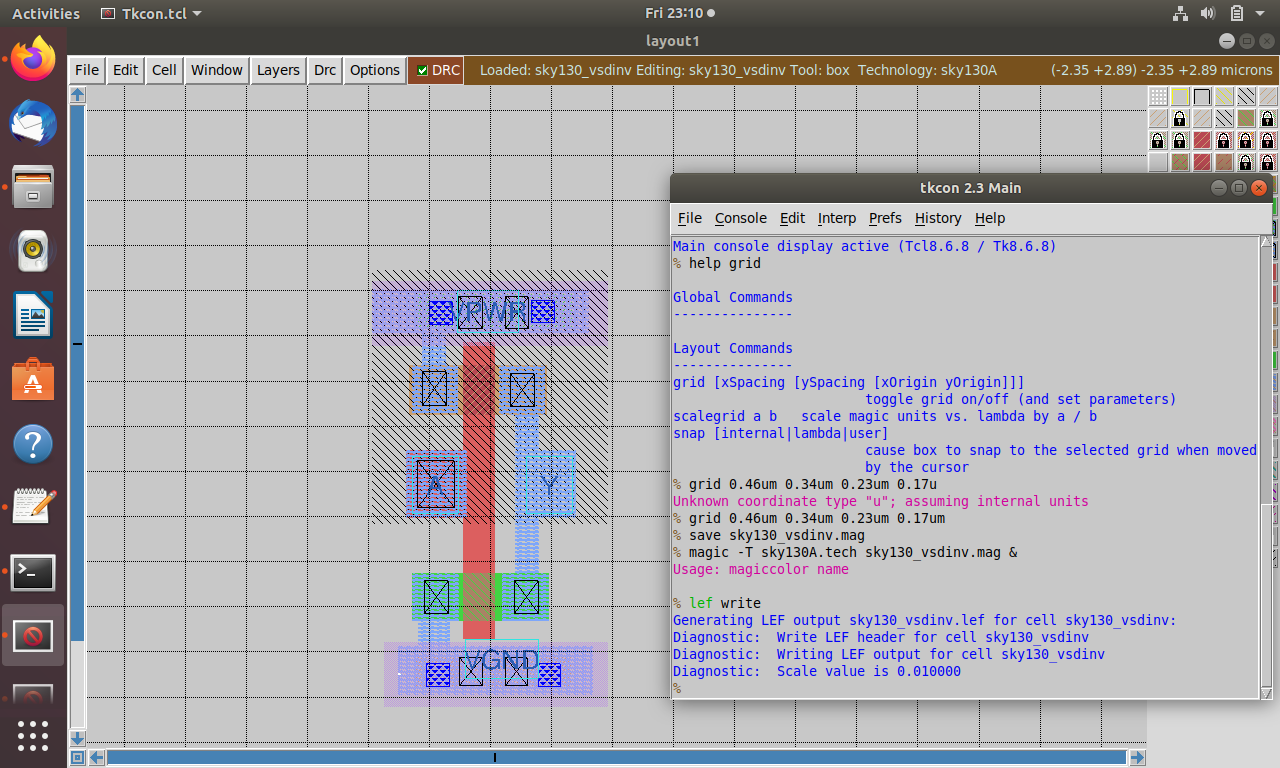 Activities Tkcon.tcl Fri 23:10
layout1
File Edit Cell Window Layers Drc Options DRC Loaded: sky130_vsdinv Editing: sky130_vsdinv Tool: box Technology: sky130A (-2.35 +2.89) -2.35 +2.89 microns
VPWR
A
Y
VGND
tkcon 2.3 Main
File Console Edit Interp Prefs History Help
Main console display active (Tcl8.6.8 / Tk8.6.8)
% help grid
Global Commands
---------------
Layout Commands
---------------
grid [xSpacing [ySpacing [xOrigin yOrigin]]]
toggle grid on/off (and set parameters)
scalegrid a b scale magic units vs. lambda by a / b
snap [internal|lambda|user]
cause box to snap to the selected grid when moved
by the cursor
% grid 0.46um 0.34um 0.23um 0.17u
Unknown coordinate type "u"; assuming internal units
% grid 0.46um 0.34um 0.23um 0.17um
% save sky130_vsdinv.mag
% magic -T sky130A.tech sky130_vsdinv.mag &
Usage: magiccolor name
% lef write
Generating LEF output sky130_vsdinv.lef for cell sky130_vsdinv:
Diagnostic: Write LEF header for cell sky130_vsdinv
Diagnostic: Writing LEF output for cell sky130_vsdinv
Diagnostic: Scale value is 0.010000
%